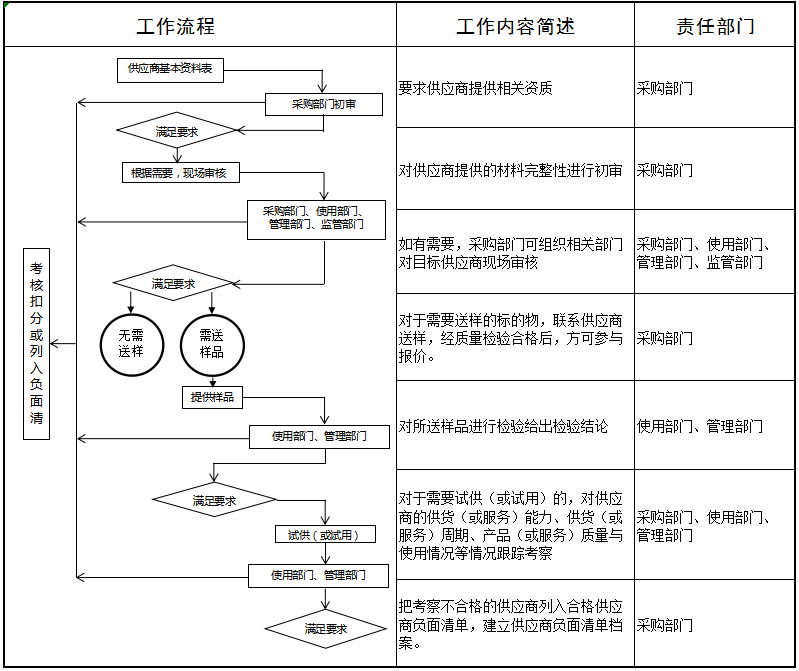 工作流程
工作内容简述
责任部门
供应商基本资料表
采购部门初审
满足要求
根据需要，现场审核
采购部门、使用部门、
管理部门、监管部门
满足要求
无需
送样
需送
样品
提供样品
使用部门、管理部门
满足要求
试供（或试用）
使用部门、管理部门
满足要求
考
核
扣
分
或
列
入
负
面
清
要求供应商提供相关资质
采购部门
对供应商提供的材料完整性进行初审
采购部门
如有需要，采购部门可组织相关部门
对目标供应商现场审核
采购部门、使用部门、
管理部门、监管部门
对于需要送样的标的物，联系供应商
送样，经质量检验合格后，方可参与
报价。
采购部门
对所送样品进行检验给出检验结论
使用部门、管理部门
对于需要试供（或试用）的，对供应
商的供货（或服务）能力、供货（或
服务）周期、产品（或服务）质量与
使用情况等情况跟踪考察
采购部门、使用部门、
管理部门
把考察不合格的供应商列入合格供应
商负面清单，建立供应商负面清单档
案。
采购部门